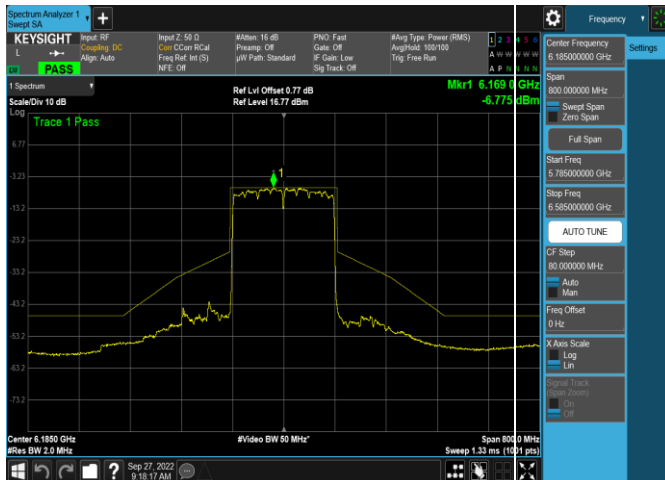 Spectrum Analyzer 1
Swept SA
+
Frequency
KEYSIGHT
Input: RF
Input Z: 50 Ω
#Atten: 16 dB
PNO: Fast
#Avg Type: Power (RMS)
1 2 3 4 5 6
L
Coupling: DC
Corr CCorr RCal
Preamp: Off
Gate: Off
Avg|Hold: 100/100
A W W W W W
Align: Auto
Freq Ref: Int (S)
µW Path: Standard
IF Gain: Low
Trig: Free Run
PASS
NFE: Off
Sig Track: Off
A P N N N N
1 Spectrum
Ref Lvl Offset 0.77 dB
Mkr1 6.169 0 GHz
Scale/Div 10 dB
Ref Level 16.77 dBm
-6.775 dBm
Log
Trace 1 Pass
1
6.77
-3.23
-13.2
-23.2
-33.2
-43.2
-53.2
-63.2
-73.2
Center 6.1850 GHz
#Video BW 50 MHz*
Span 800.0 MHz
#Res BW 2.0 MHz
Sweep 1.33 ms (1001 pts)
?
Sep 27, 2022
9:18:17 AM
Center Frequency
6.185000000 GHz
Settings
Span
800.000000 MHz
Swept Span
Zero Span
Full Span
Start Freq
5.785000000 GHz
Stop Freq
6.585000000 GHz
AUTO TUNE
CF Step
80.000000 MHz
Auto
Man
Freq Offset
0 Hz
X Axis Scale
Log
Lin
Signal Track
(Span Zoom)
On
Off